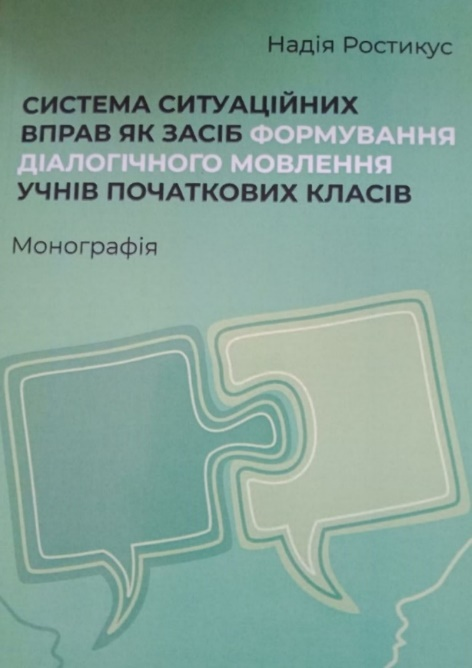 Надія Ростикус
СИСТЕМА СИТУАЦІЙНИХ
ВПРАВ ЯК ЗАСІБ ФОРМУВАННЯ
ДІАЛОГІЧНОГО МОВЛЕННЯ
УЧНІВ ПОЧАТКОВИХ КЛАСІВ
Монографія